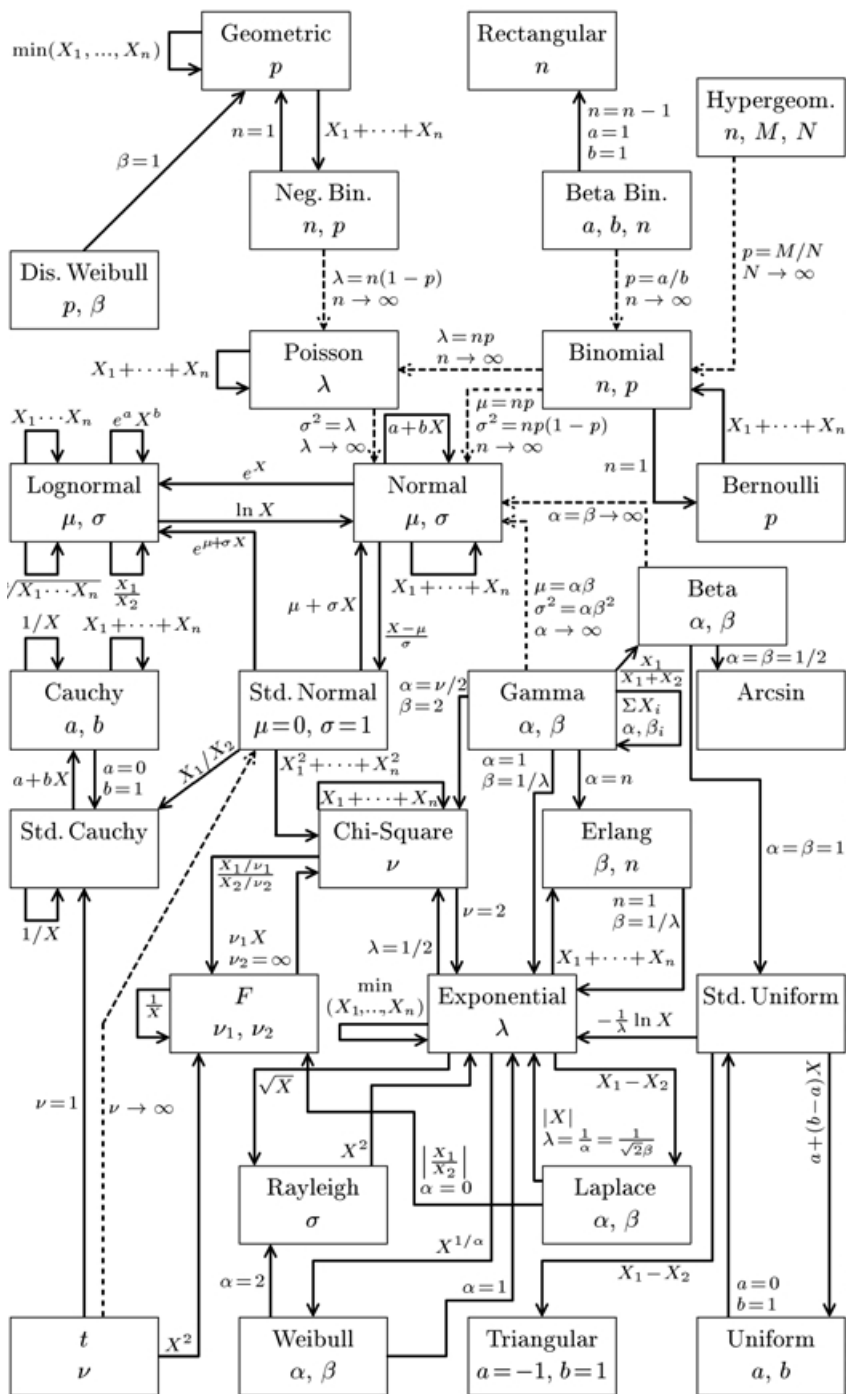 Geometric
p
min(X₁, ..., Xₙ)
Rectangular
n
Hypergeom.
n, M, N
n=1
X₁+⋯+Xₙ
n=n−1
a=1
b=1
β=1
Neg. Bin.
n, p
Beta Bin.
a, b, n
Dis. Weibull
p, β
λ=n(1−p)
n→∞
p=a/b
n→∞
p=M/N
N→∞
Poisson
λ
X₁+⋯+Xₙ
λ=np
n→∞
Binomial
n, p
X₁⋯Xₙ
eᵃXᵇ
σ²=λ
λ→∞
a+bX
μ=np
σ²=np(1−p)
n→∞
n=1
X₁+⋯+Xₙ
Lognormal
μ, σ
eˣ
ln X
Normal
μ, σ
Bernoulli
p
α=β→∞
e^{μ+σX}
√X₁⋯Xₙ
X₁/X₂
X₁+⋯+Xₙ
μ+σX
(X−μ)/σ
μ=αβ
σ²=αβ²
α→∞
Beta
α, β
1/X
X₁+⋯+Xₙ
Cauchy
a, b
Std. Normal
μ=0, σ=1
α=ν/2
β=2
Gamma
α, β
X₁/(X₁+X₂)
ΣXᵢ
α, βᵢ
α=β=1/2
Arcsin
a+bX
a=0
b=1
X₁/X₂
X₁²+⋯+Xₙ²
X₁+⋯+Xₙ
α=1
β=1/λ
α=n
Std. Cauchy
1/X
Chi-Square
ν
Erlang
β, n
α=β=1
(X₁/ν₁)/(X₂/ν₂)
ν₁X
ν₂=∞
λ=1/2
ν=2
X₁+⋯+Xₙ
n=1
β=1/λ
F
ν₁, ν₂
1/X
min
(X₁,..,Xₙ)
Exponential
λ
−(1/λ) ln X
Std. Uniform
ν=1
ν→∞
√X
X²
X₁−X₂
|X|
λ=1/α=1/(√2β)
|X₁/X₂|
α=0
a+(b−a)X
Rayleigh
σ
Laplace
α, β
α=2
X^{1/α}
α=1
X₁−X₂
a=0
b=1
t
ν
X²
Weibull
α, β
Triangular
a=−1, b=1
Uniform
a, b